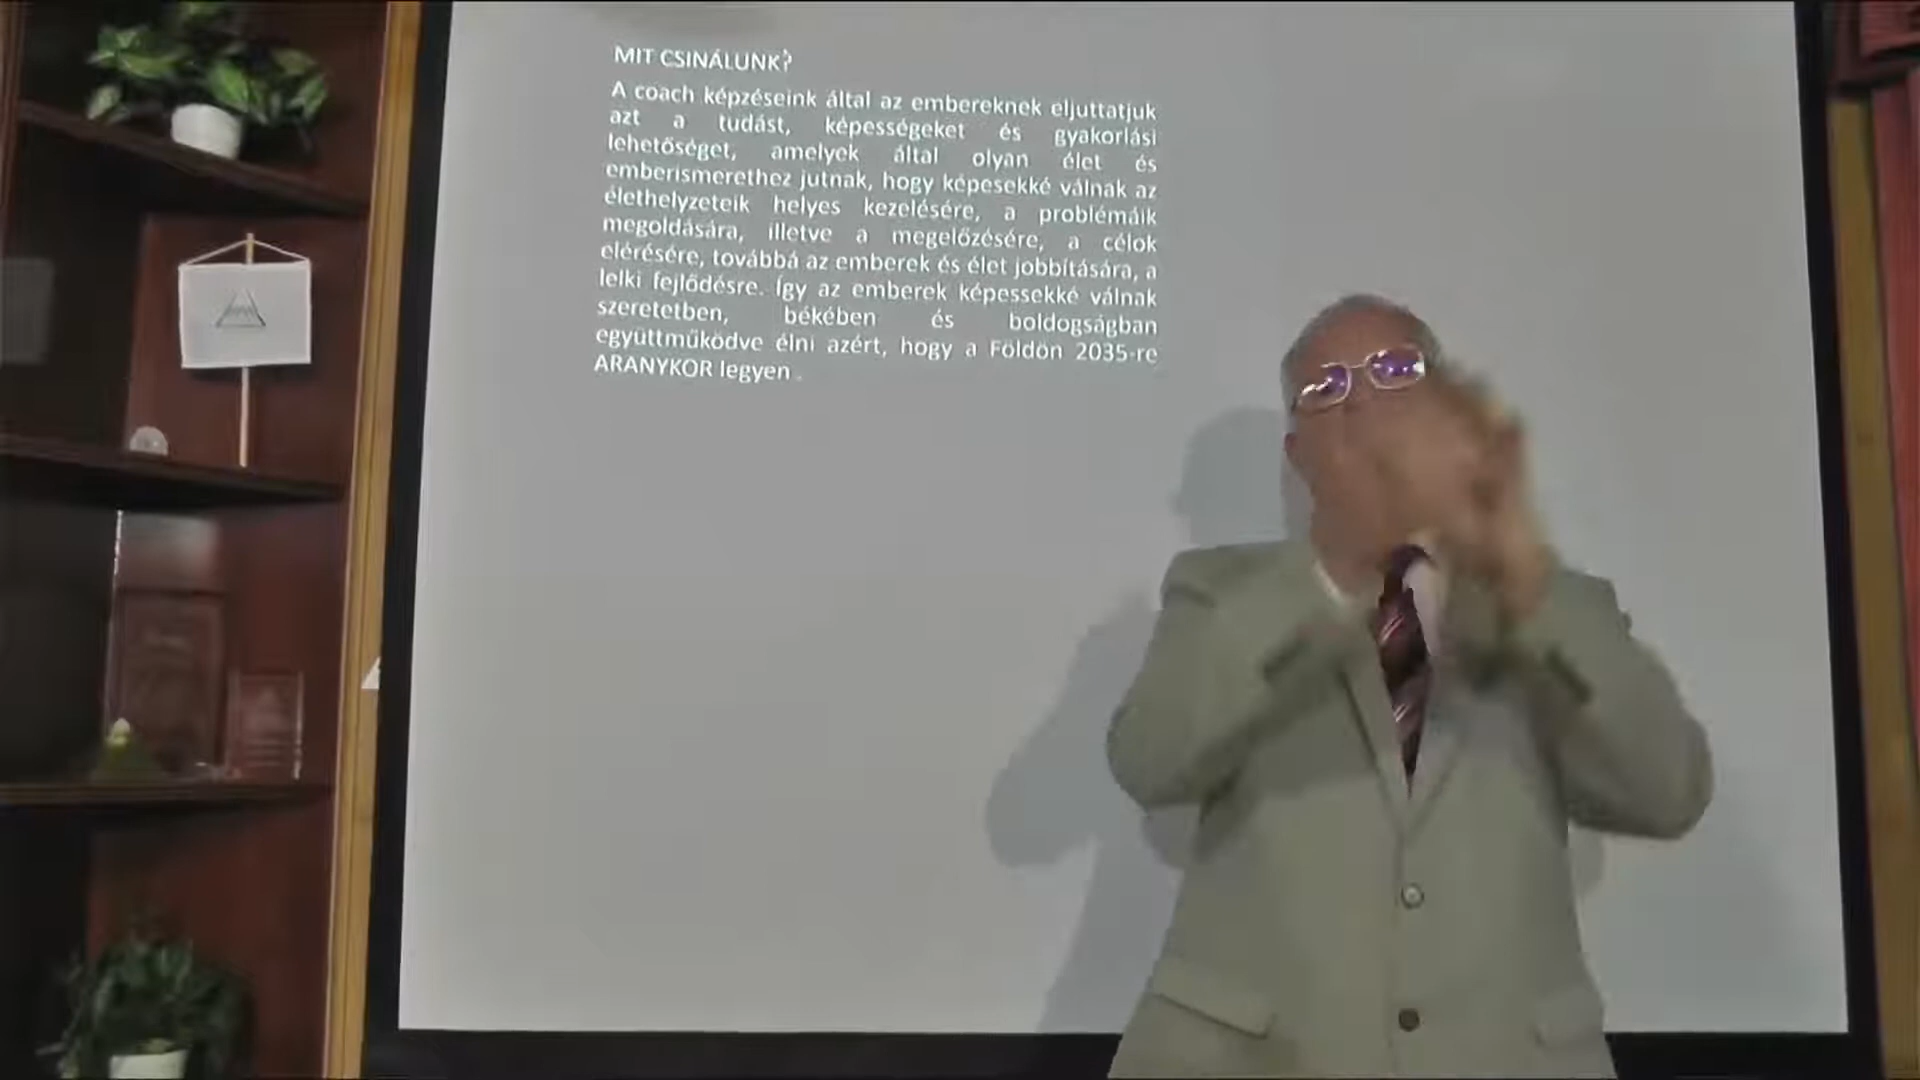 MIT CSINÁLUNK?
A coach képzéseink által az embereknek eljuttatjuk
azt a tudást, képességeket és gyakorlási
lehetőséget, amelyek által olyan élet és
emberismerethez jutnak, hogy képesekké válnak az
élethelyzeteik helyes kezelésére, a problémáik
megoldására, illetve a megelőzésére, a célok
elérésére, továbbá az emberek és élet jobbítására, a
lelki fejlődésre. Így az emberek képessekké válnak
szeretetben, békében és boldogságban
együttműködve élni azért, hogy a Földön 2035-re
ARANYKOR legyen .